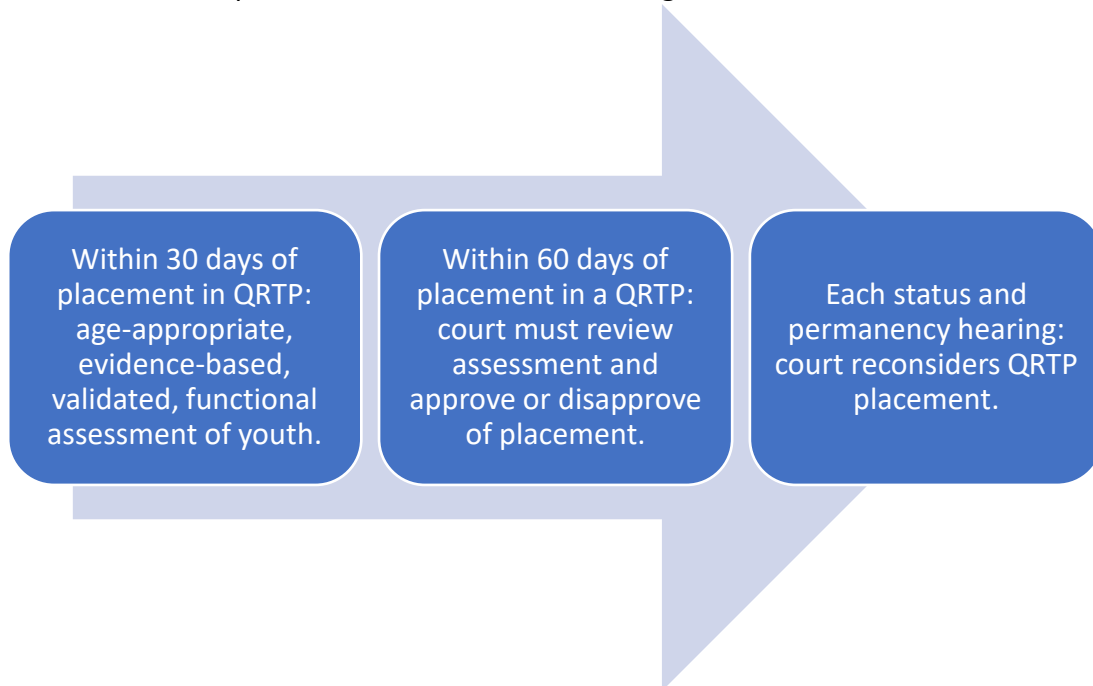 Within 30 days of
placement in QRTP:
age-appropriate,
evidence-based,
validated, functional
assessment of youth.
Within 60 days of
placement in a QRTP:
court must review
assessment and
approve or disapprove
of placement.
Each status and
permanency hearing:
court reconsiders QRTP
placement.